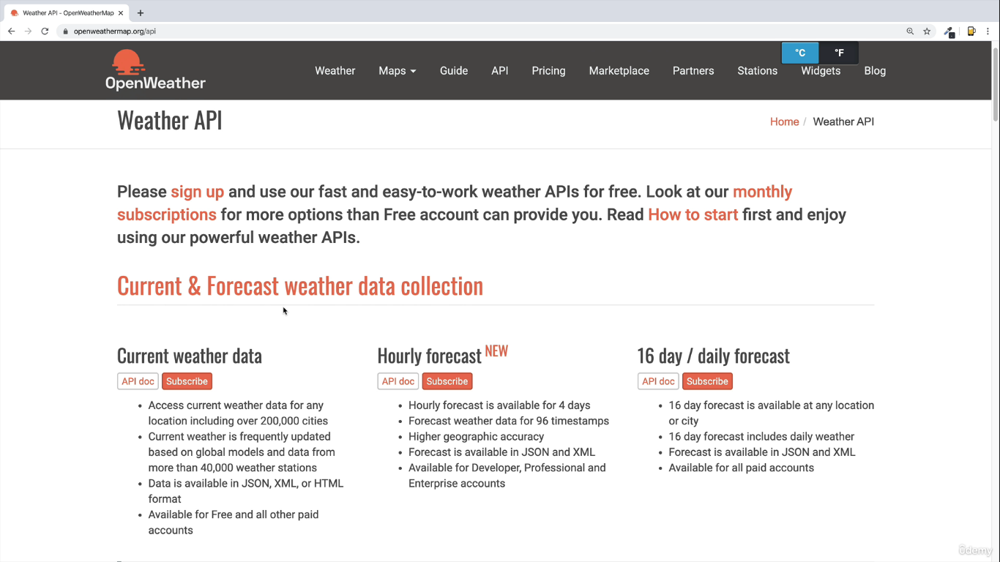 Weather API - OpenWeatherMap
openweathermap.org/api
°C °F
OpenWeather
Weather Maps Guide API Pricing Marketplace Partners Stations Widgets Blog
Weather API
Home / Weather API
Please sign up and use our fast and easy-to-work weather APIs for free. Look at our monthly
subscriptions for more options than Free account can provide you. Read How to start first and enjoy
using our powerful weather APIs.
Current & Forecast weather data collection
Current weather data
API doc Subscribe
• Access current weather data for any
location including over 200,000 cities
• Current weather is frequently updated
based on global models and data from
more than 40,000 weather stations
• Data is available in JSON, XML, or HTML
format
• Available for Free and all other paid
accounts
Hourly forecast NEW
API doc Subscribe
• Hourly forecast is available for 4 days
• Forecast weather data for 96 timestamps
• Higher geographic accuracy
• Forecast is available in JSON and XML
• Available for Developer, Professional and
Enterprise accounts
16 day / daily forecast
API doc Subscribe
• 16 day forecast is available at any location
or city
• 16 day forecast includes daily weather
• Forecast is available in JSON and XML
• Available for all paid accounts
ûdemy